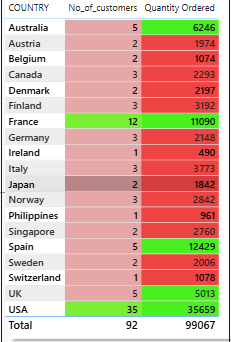 COUNTRY No_of_customers Quantity Ordered
Australia 5 6246
Austria 2 1974
Belgium 2 1074
Canada 3 2293
Denmark 2 2197
Finland 3 3192
France 12 11090
Germany 3 2148
Ireland 1 490
Italy 3 3773
Japan 2 1842
Norway 3 2842
Philippines 1 961
Singapore 2 2760
Spain 5 12429
Sweden 2 2006
Switzerland 1 1078
UK 5 5013
USA 35 35659
Total 92 99067